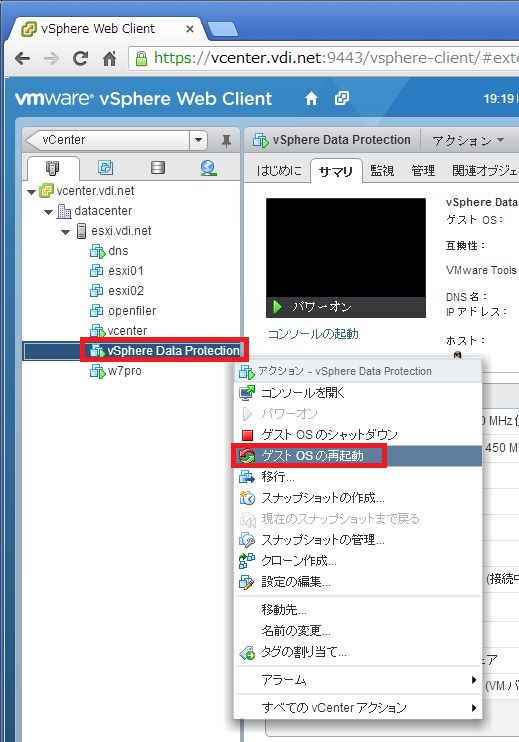 vSphere Web Client
https://vcenter.vdi.net:9443/vsphere-client/#exte
vmware® vSphere Web Client
19:19
vCenter
vcenter.vdi.net
datacenter
esxi.vdi.net
dns
esxi01
esxi02
openfiler
vcenter
vSphere Data Protection
w7pro
vSphere Data Protection アクション
はじめに サマリ 監視 管理 関連オブジェ
パワーオン
コンソールの起動
vSphere Data
ゲスト OS：
互換性：
VMware Tools
DNS 名：
IP アドレス：
ホスト：
アクション - vSphere Data Protection
コンソールを開く
パワーオン
ゲスト OS のシャットダウン
ゲスト OS の再起動
移行...
スナップショットの作成...
現在のスナップショットまで戻る
スナップショットの管理...
クローン作成...
設定の編集...
移動先...
名前の変更...
タグの割り当て...
アラーム
すべての vCenter アクション
0 MHz
450 M
(接続中
ェア
(VM バ